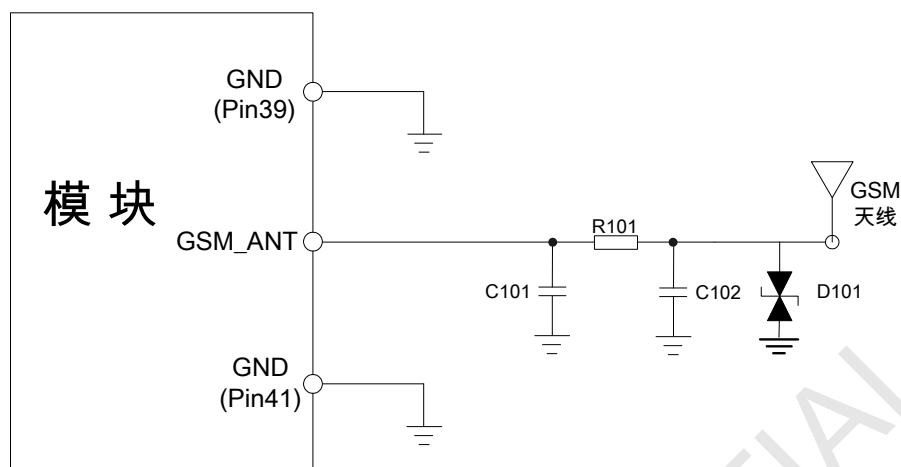 GND
(Pin39)
模 块
GSM_ANT
R101
GSM
天线
C101
C102
D101
GND
(Pin41)